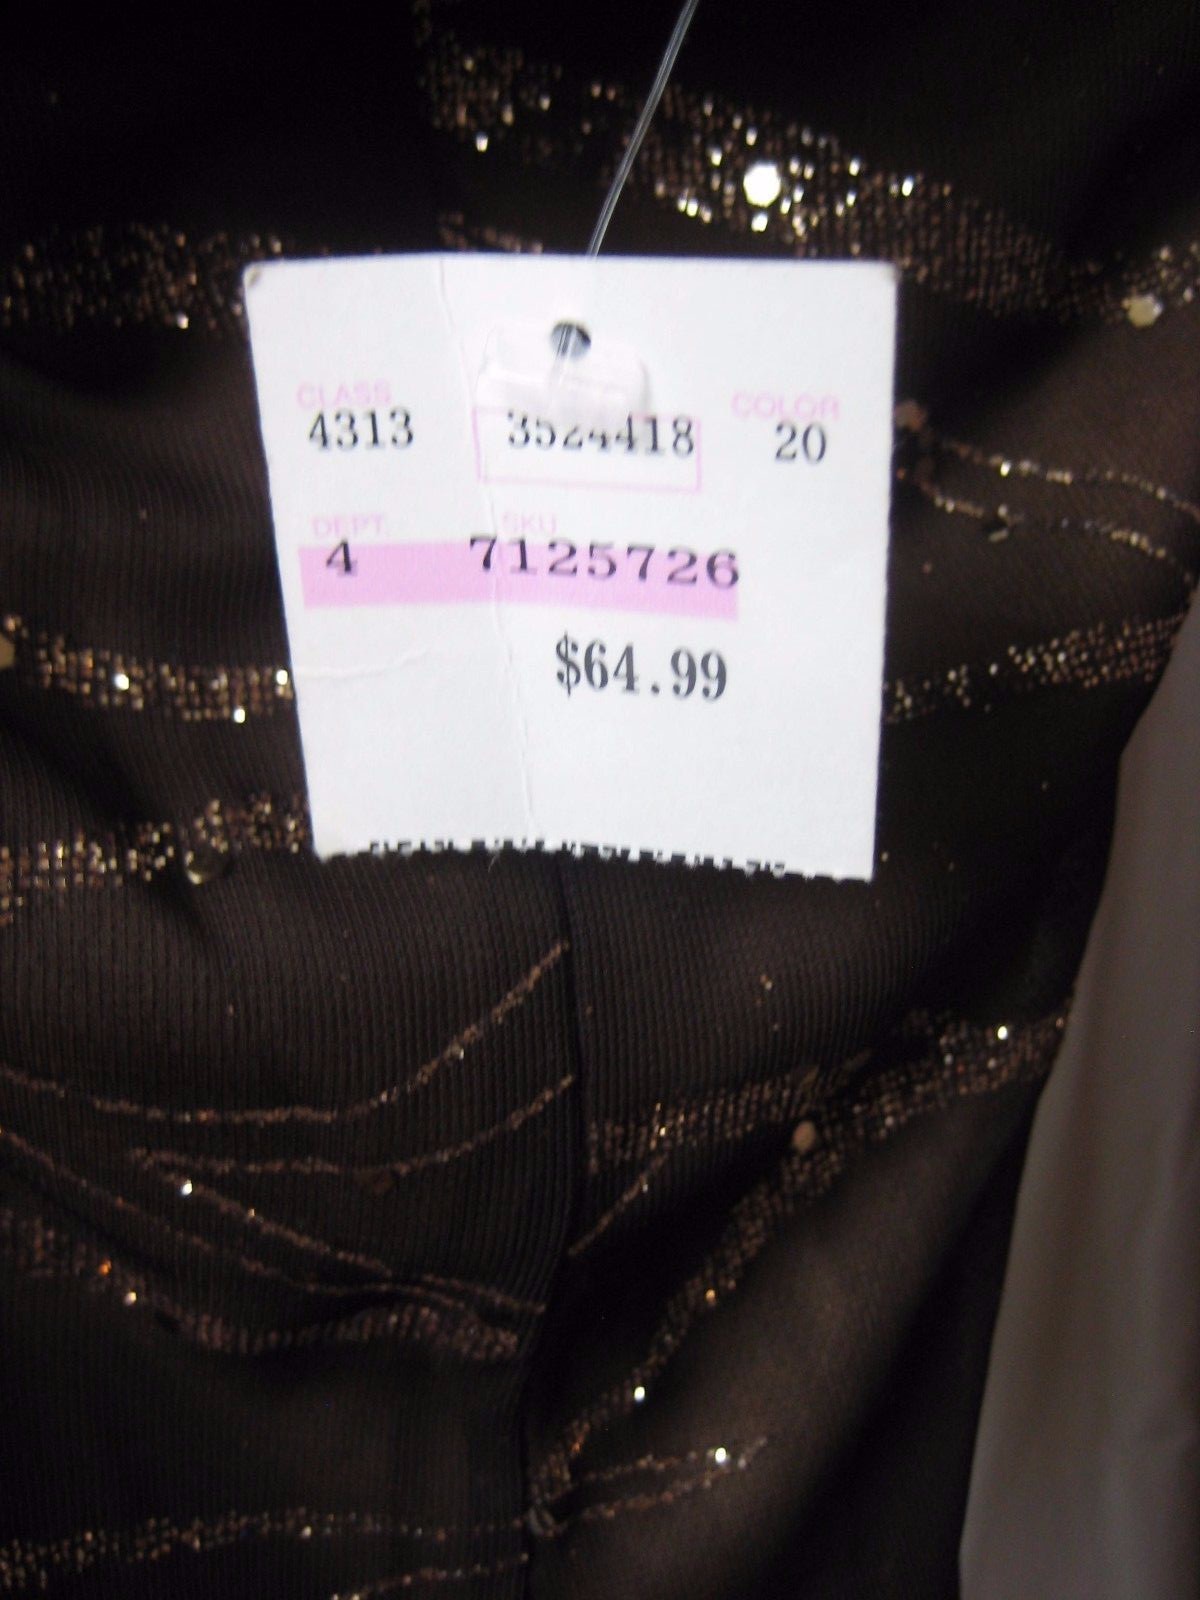 CLASS COLOR
4313 3524418 20
DEPT. SKU
4 7125726
$64.99